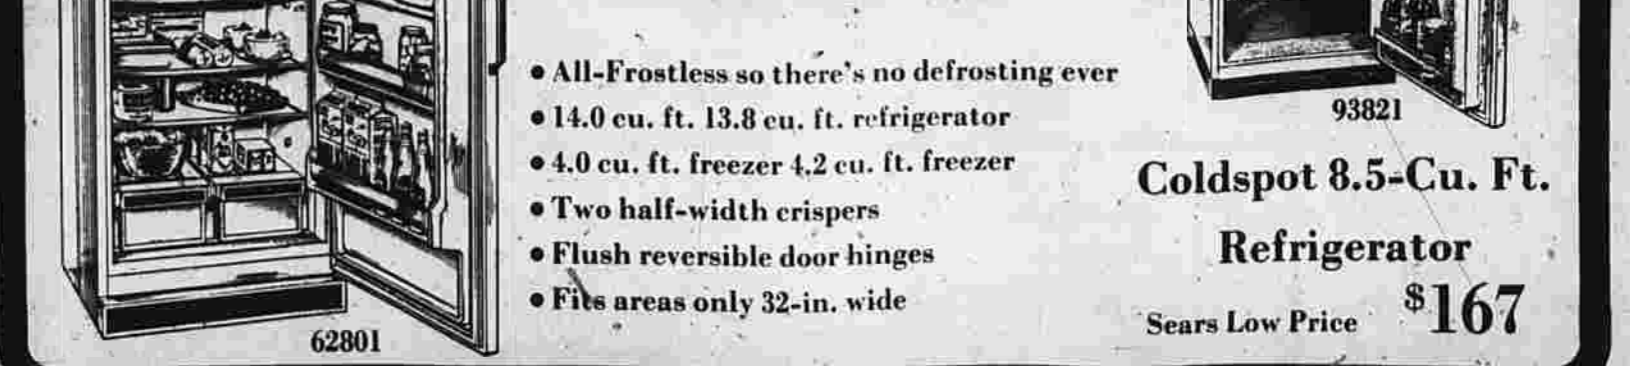 • All-Frostless so there's no defrosting ever
• 14.0 cu. ft. 13.8 cu. ft. refrigerator
• 4.0 cu. ft. freezer 4.2 cu. ft. freezer
• Two half-width crispers
• Flush reversible door hinges
• Fits areas only 32-in. wide
62801
93821
Coldspot 8.5-Cu. Ft.
Refrigerator
Sears Low Price $167